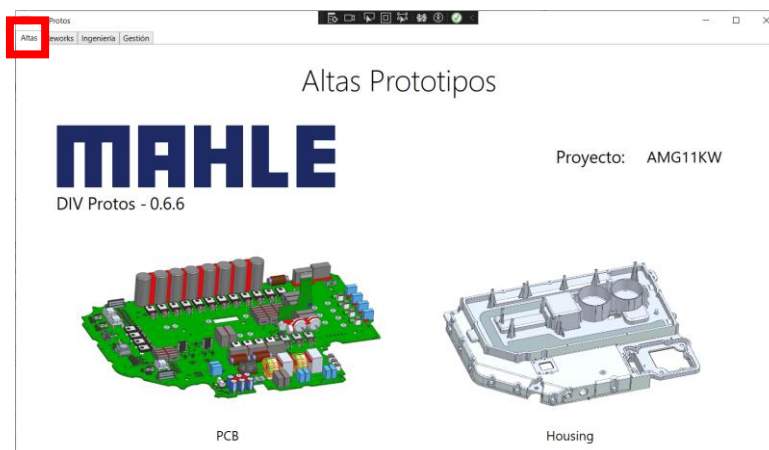 Protos
Altas eworks Ingeniería Gestión
Altas Prototipos
MAHLE
Proyecto: AMG11KW
DIV Protos - 0.6.6
PCB
Housing